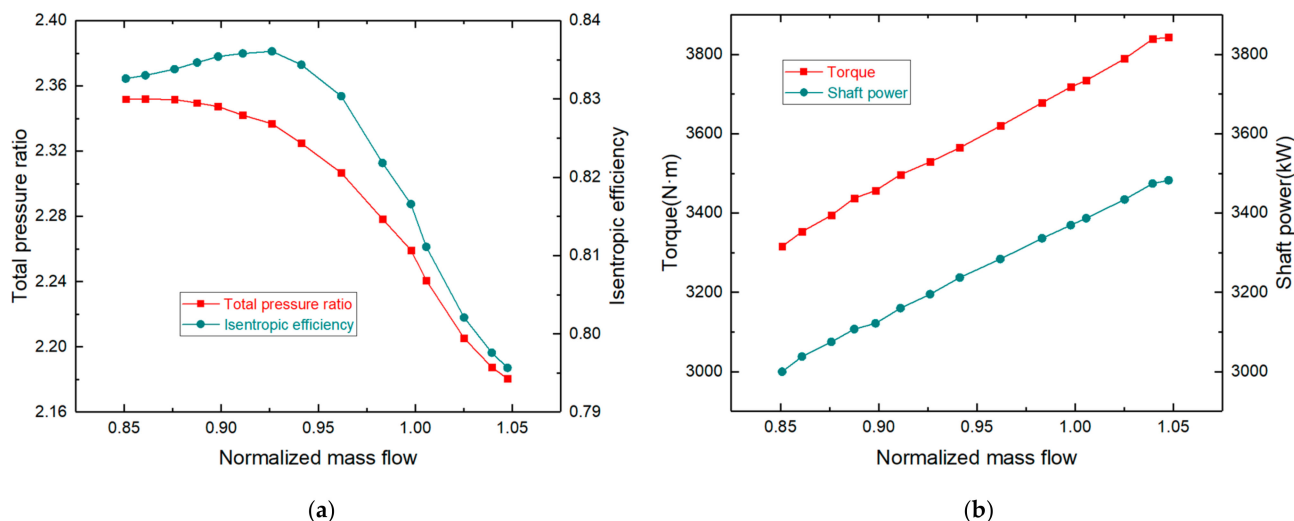 2.40
2.36
2.32
2.28
2.24
2.20
2.16
Total pressure ratio
0.84
0.83
0.82
0.81
0.80
0.79
Isentropic efficiency
Total pressure ratio
Isentropic efficiency
0.85 0.90 0.95 1.00 1.05
Normalized mass flow
(a)
3800
3600
3400
3200
3000
Torque(N·m)
3800
3600
3400
3200
3000
Shaft power(kW)
Torque
Shaft power
0.85 0.90 0.95 1.00 1.05
Normalized mass flow
(b)